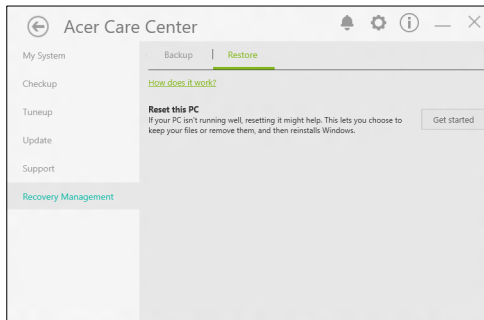 Acer Care Center
My System
Backup
Restore
Checkup
How does it work?
Tuneup
Reset this PC
If your PC isn't running well, resetting it might help. This lets you choose to
keep your files or remove them, and then reinstalls Windows.
Get started
Update
Support
Recovery Management